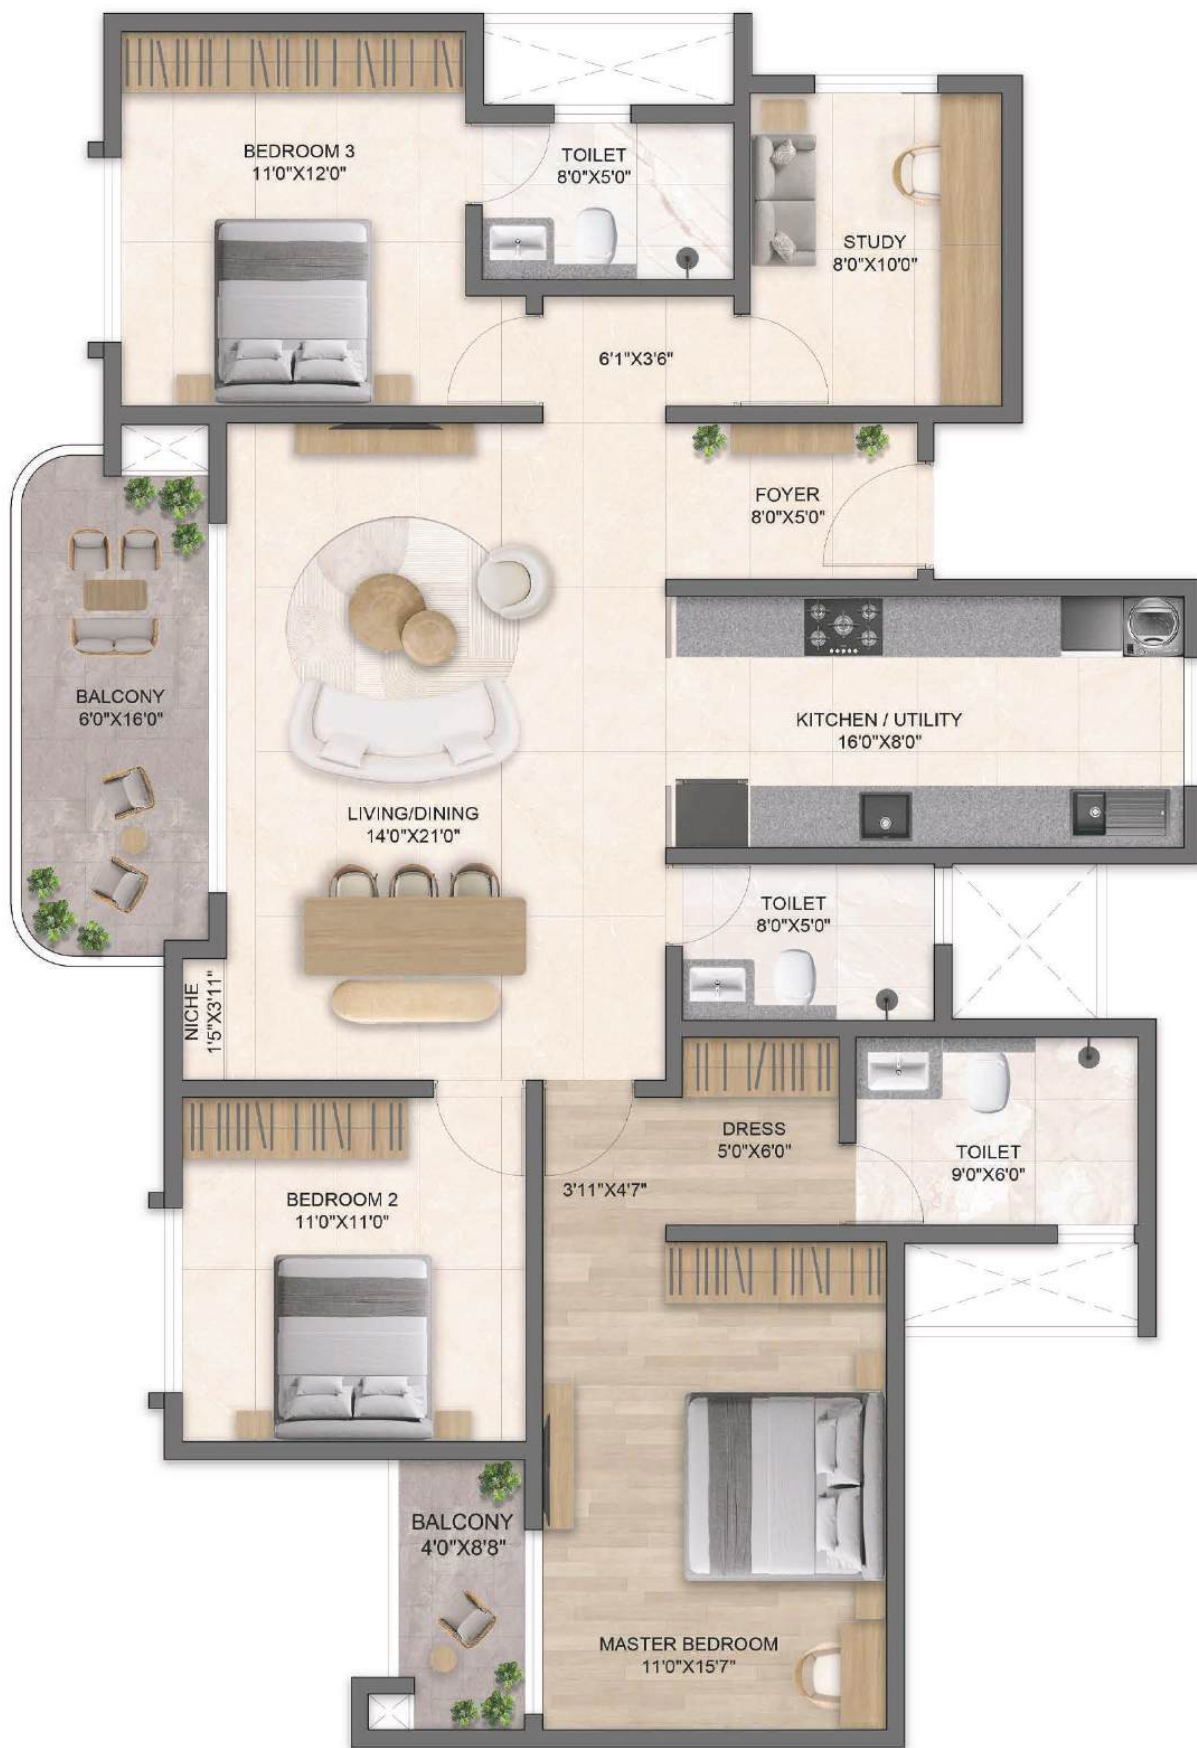 BEDROOM 3
11'0"X12'0"
TOILET
8'0"X5'0"
STUDY
8'0"X10'0"
6'1"X3'6"
FOYER
8'0"X5'0"
BALCONY
6'0"X16'0"
KITCHEN / UTILITY
16'0"X8'0"
LIVING/DINING
14'0"X21'0"
TOILET
8'0"X5'0"
NICHE
1'5"X3'11"
DRESS
5'0"X6'0"
TOILET
9'0"X6'0"
3'11"X4'7"
BEDROOM 2
11'0"X11'0"
BALCONY
4'0"X8'8"
MASTER BEDROOM
11'0"X15'7"